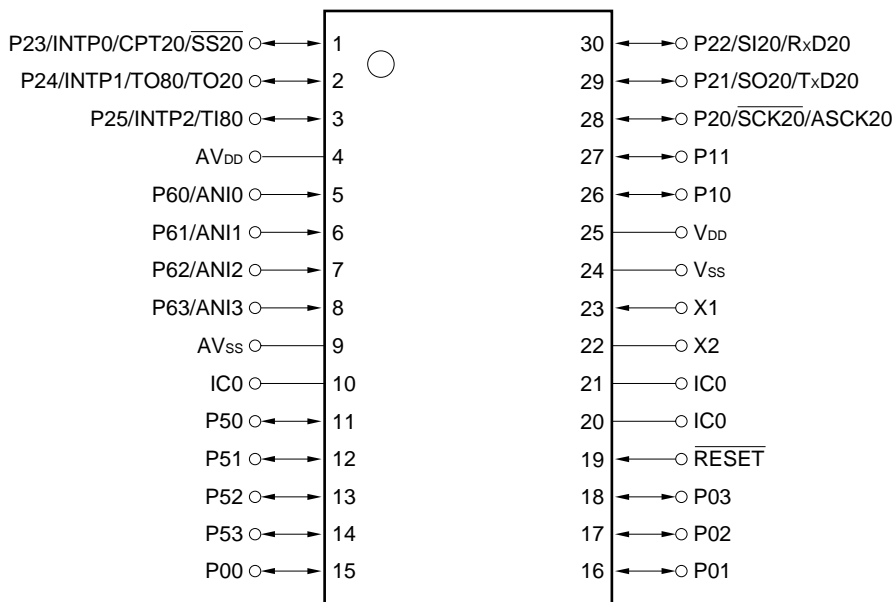 P23/INTP0/CPT20/SS20 1 30 P22/SI20/RxD20
P24/INTP1/TO80/TO20 2 29 P21/SO20/TxD20
P25/INTP2/TI80 3 28 P20/SCK20/ASCK20
AVDD 4 27 P11
P60/ANI0 5 26 P10
P61/ANI1 6 25 VDD
P62/ANI2 7 24 VSS
P63/ANI3 8 23 X1
AVSS 9 22 X2
IC0 10 21 IC0
P50 11 20 IC0
P51 12 19 RESET
P52 13 18 P03
P53 14 17 P02
P00 15 16 P01